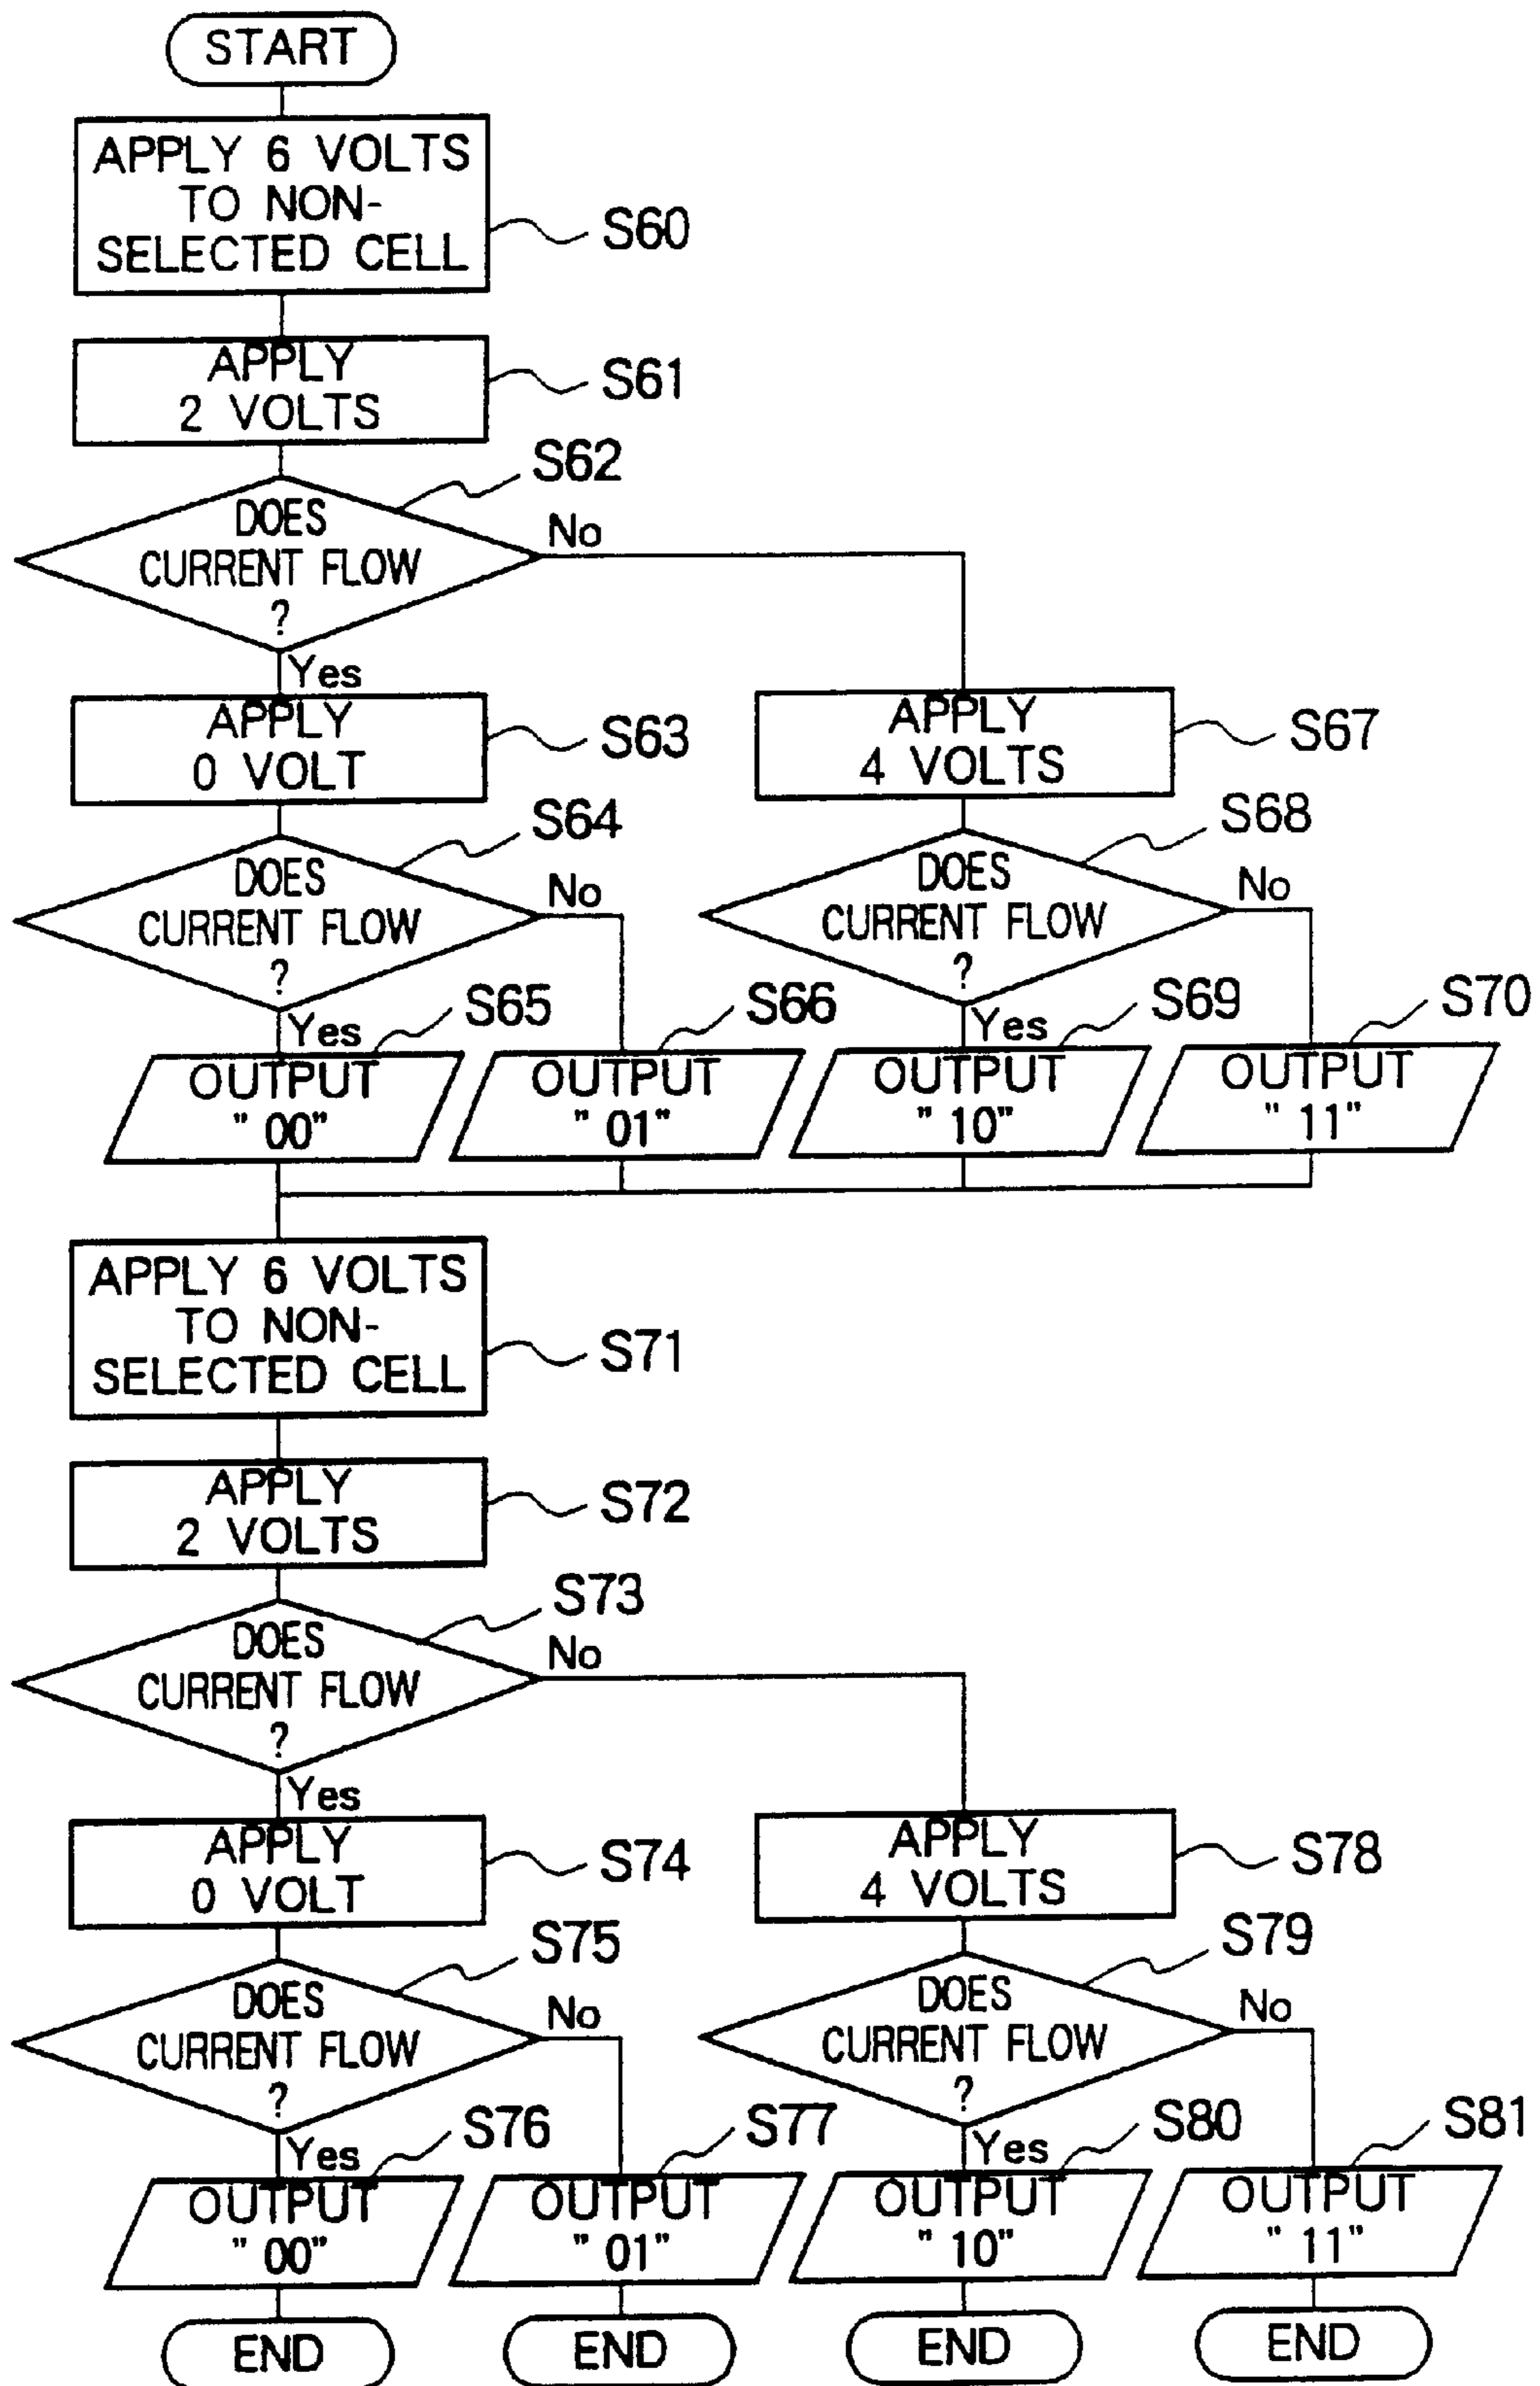 START
APPLY 6 VOLTS
TO NON-
SELECTED CELL
S60
APPLY
2 VOLTS
S61
S62
DOES
CURRENT FLOW
?
No
Yes
APPLY
0 VOLT
S63
APPLY
4 VOLTS
S67
S64
DOES
CURRENT FLOW
?
No
Yes
S68
DOES
CURRENT FLOW
?
No
Yes
S65
OUTPUT
" 00"
S66
OUTPUT
" 01"
S69
OUTPUT
" 10"
S70
OUTPUT
" 11"
APPLY 6 VOLTS
TO NON-
SELECTED CELL
S71
APPLY
2 VOLTS
S72
S73
DOES
CURRENT FLOW
?
No
Yes
APPLY
0 VOLT
S74
APPLY
4 VOLTS
S78
S75
DOES
CURRENT FLOW
?
No
Yes
S79
DOES
CURRENT FLOW
?
No
Yes
S76
OUTPUT
" 00"
S77
OUTPUT
" 01"
S80
OUTPUT
" 10"
S81
OUTPUT
" 11"
END
END
END
END